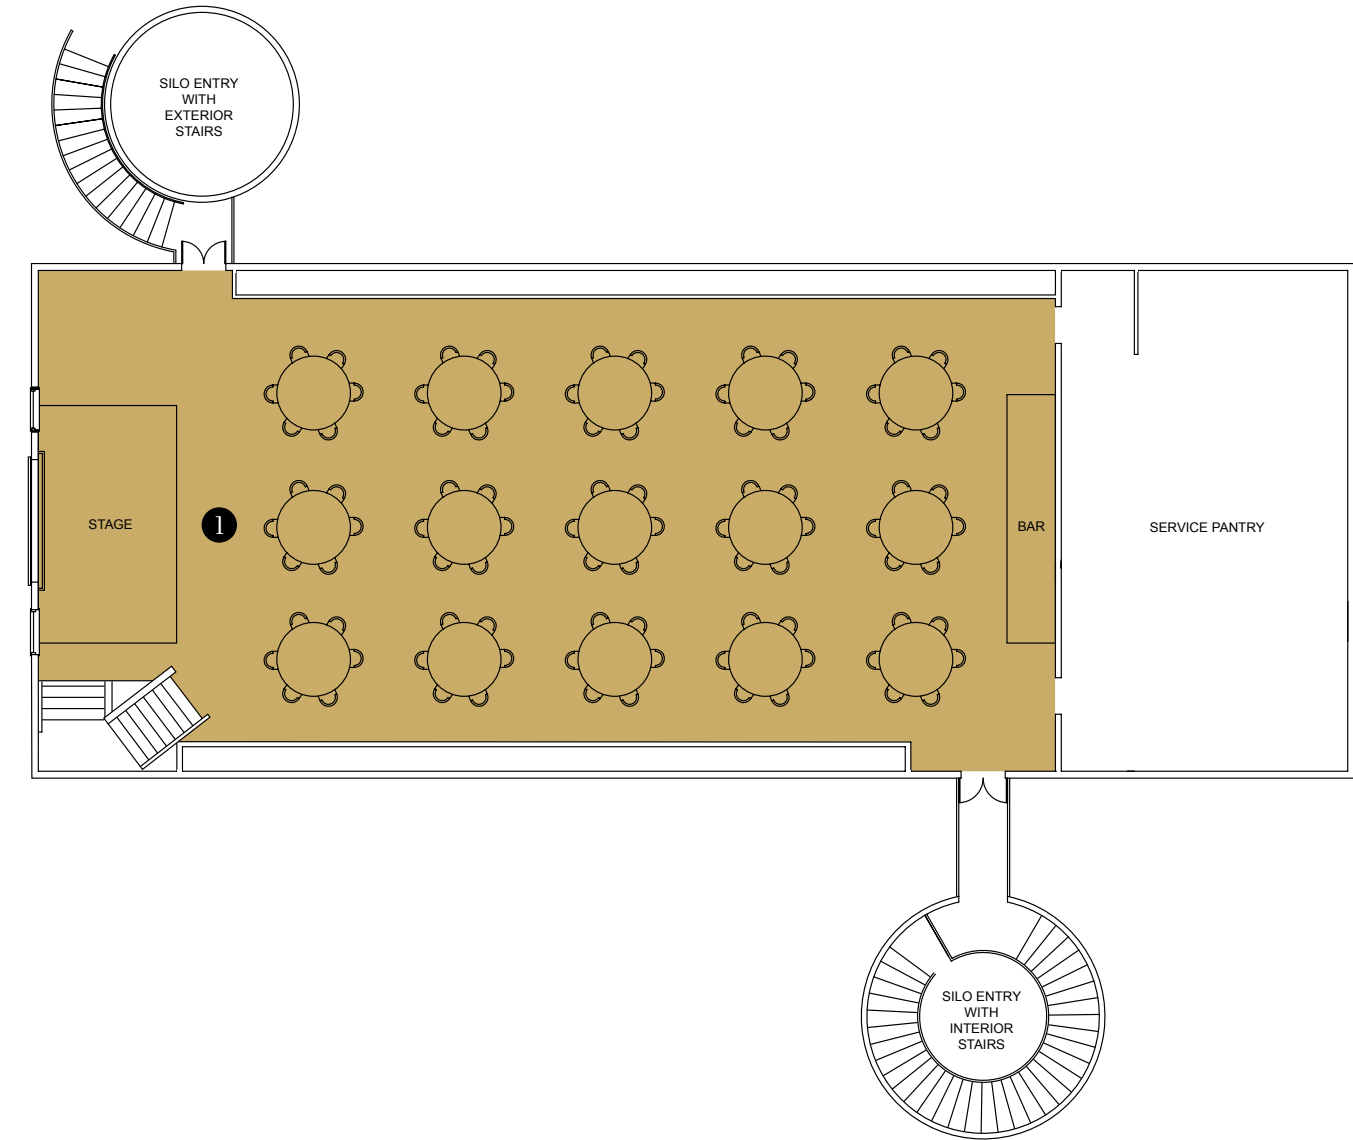 SILO ENTRY
WITH
EXTERIOR
STAIRS
STAGE
1
BAR
SERVICE PANTRY
SILO ENTRY
WITH
INTERIOR
STAIRS